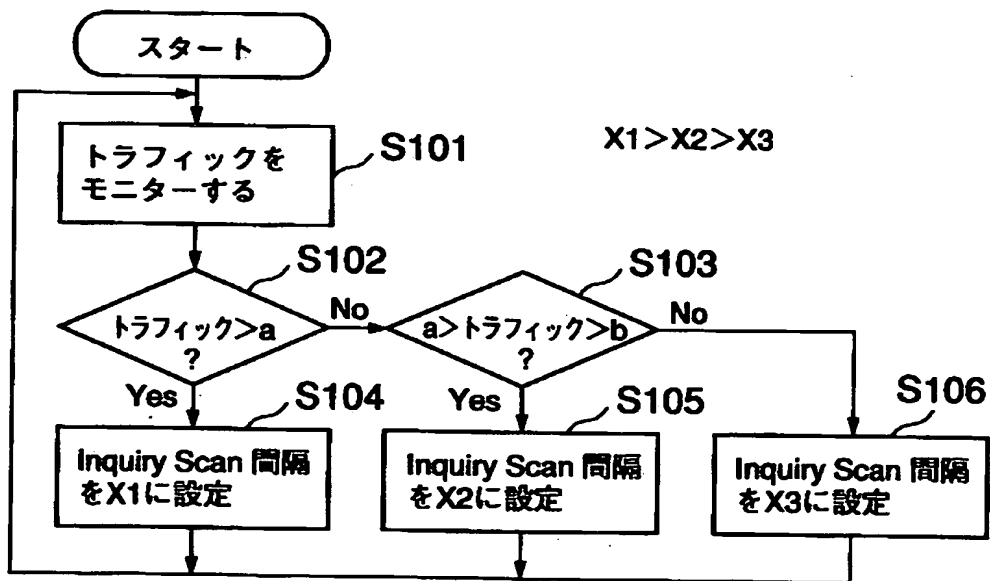 スタート
トラフィックを
モニターする
S101
X1>X2>X3
S102
トラフィック>a
?
No
Yes
S103
a>トラフィック>b
?
No
Yes
S104
Inquiry Scan 間隔
をX1に設定
S105
Inquiry Scan 間隔
をX2に設定
S106
Inquiry Scan 間隔
をX3に設定